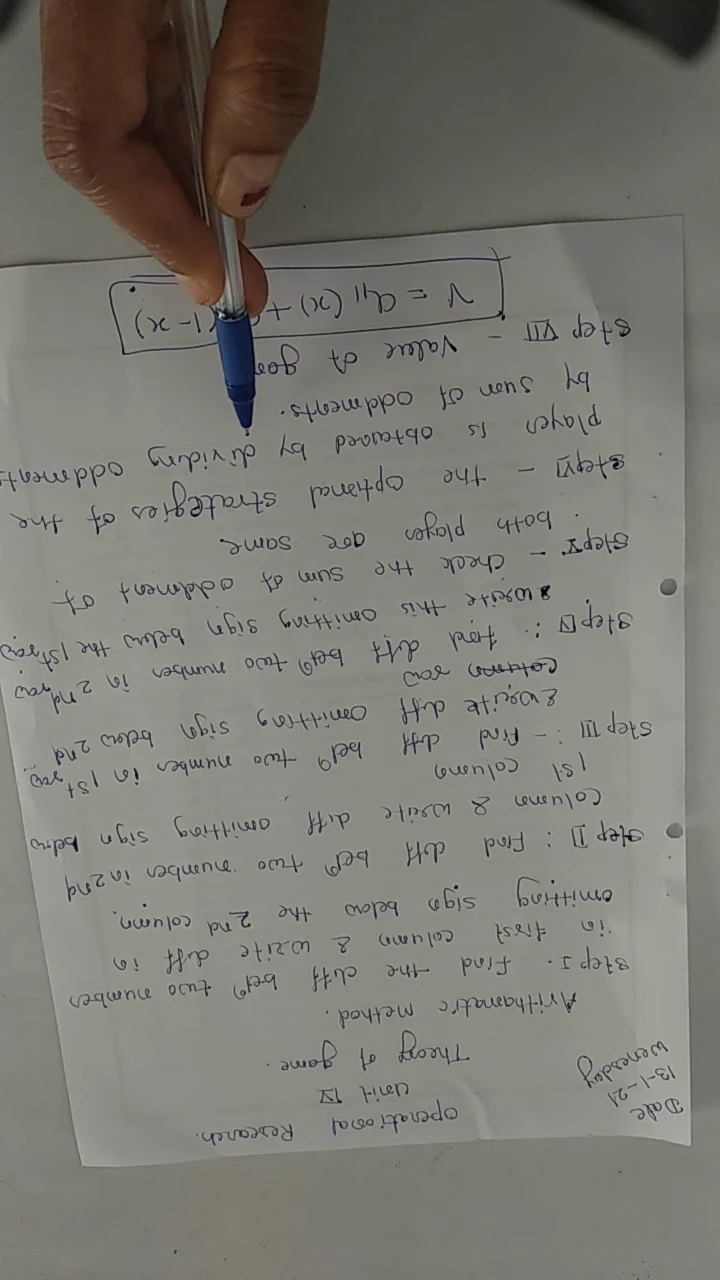 Date
13-1-21
wenesday
operational Research.
Unit IV
Theory of game.
Arithamatic method.
Step I. Find the diff betn two number
in first column & write diff in
omitting sign below the 2nd column.
Step II : Find diff betn two number in 2nd
column & write diff omitting sign below
1st column
Step III :- Find diff betn two number in 1st row
& write diff omitting sign below 2nd
column row
Step IV : find diff betn two number in 2nd row
& write this omitting sign below the 1st row
Step V - check the sum of oddment of
both player are same
Step VI - The optional strategies of the
player is obtained by dividing oddments
by sum of oddments.
Step VII - Value of
V = a11 (x) + (1-x)